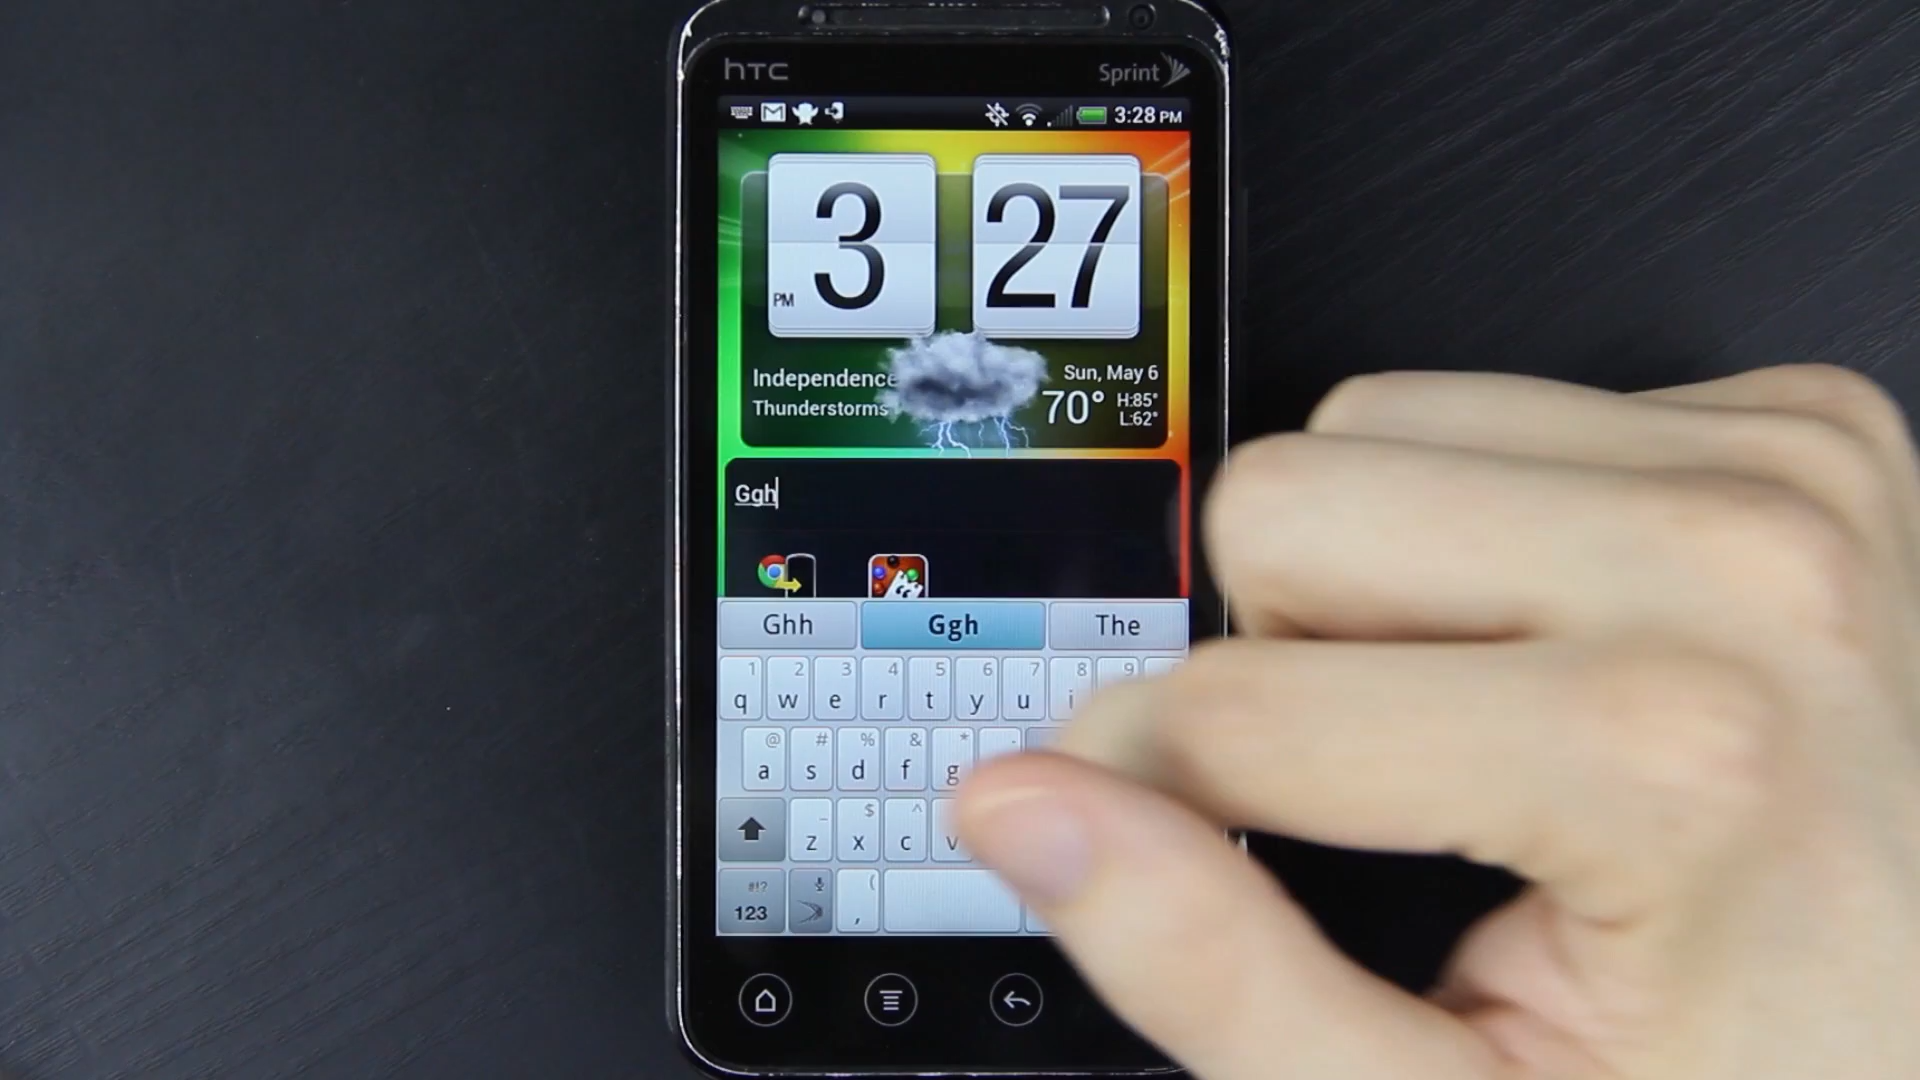 hTC
Sprint
3:28 PM
PM 3 27
Independence
Thunderstorms
Sun, May 6
70° H:85°
L:62°
Ggh
Ghh Ggh The
1 2 3 4 5 6 7 8 9
q w e r t y u i
@ # % & * -
a s d f g
_ $ ^
z x c v
#!? (
123 ,